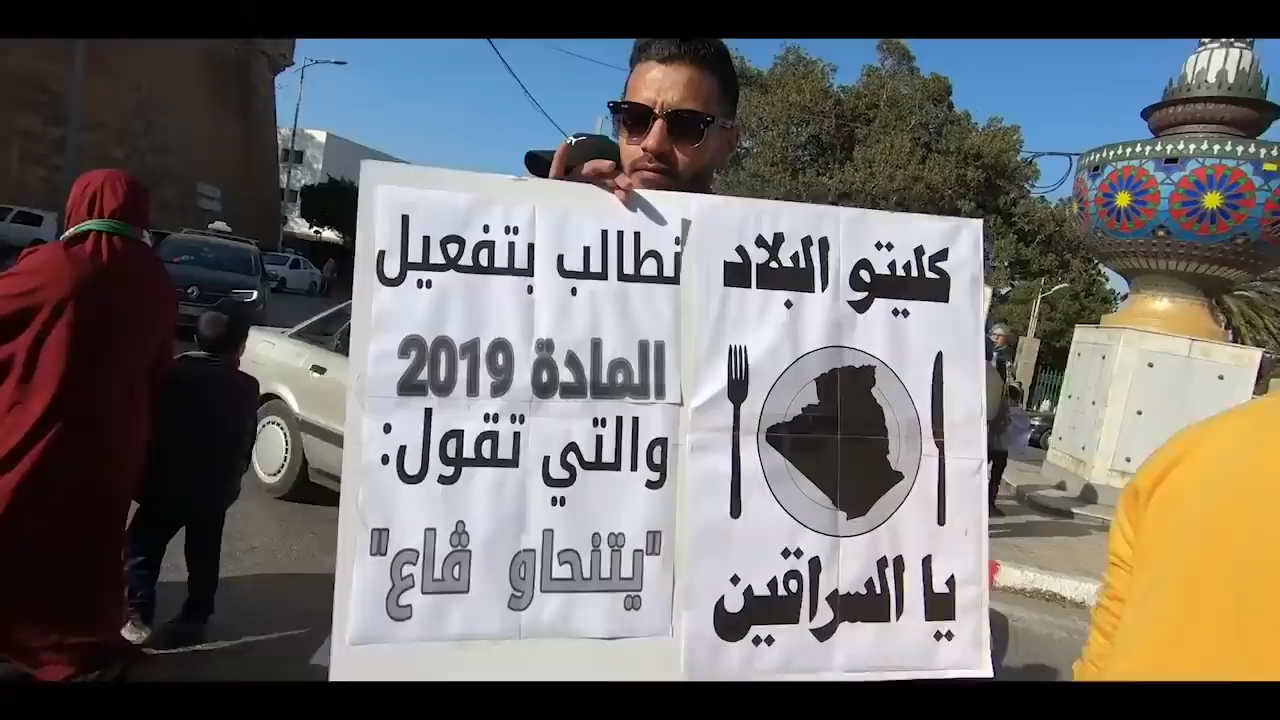 كليتو البلاد
يا السراقين
نطالب بتفعيل
المادة 2019
والتي تقول:
"يتنحاو ڨاع"